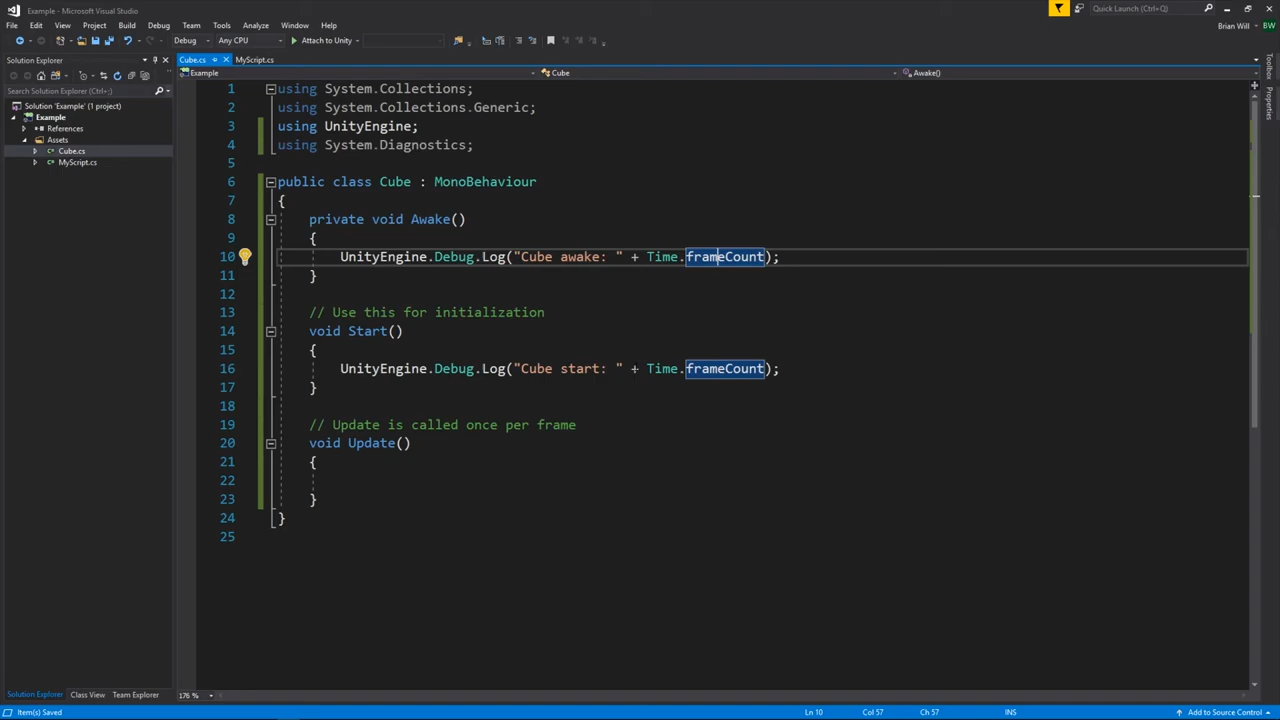 Example - Microsoft Visual Studio
Quick Launch (Ctrl+;)
File Edit View Project Build Debug Team Tools Test Analyze Window Help
Brian Will BW
Debug Any CPU Attach to Unity
Solution Explorer
Cube.cs MyScript.cs
Example Cube Awake()
Search Solution Explorer (Ctrl+;)
Solution 'Example' (1 project)
Example
References
Assets
Cube.cs
MyScript.cs
1 using System.Collections;
2 using System.Collections.Generic;
3 using UnityEngine;
4 using System.Diagnostics;
5
6 public class Cube : MonoBehaviour
7 {
8 private void Awake()
9 {
10 UnityEngine.Debug.Log("Cube awake: " + Time.frameCount);
11 }
12
13 // Use this for initialization
14 void Start()
15 {
16 UnityEngine.Debug.Log("Cube start: " + Time.frameCount);
17 }
18
19 // Update is called once per frame
20 void Update()
21 {
22
23 }
24 }
25
Toolbox
Properties
Solution Explorer Class View Team Explorer
176 %
Item(s) Saved Ln 10 Col 57 Ch 57 INS Add to Source Control